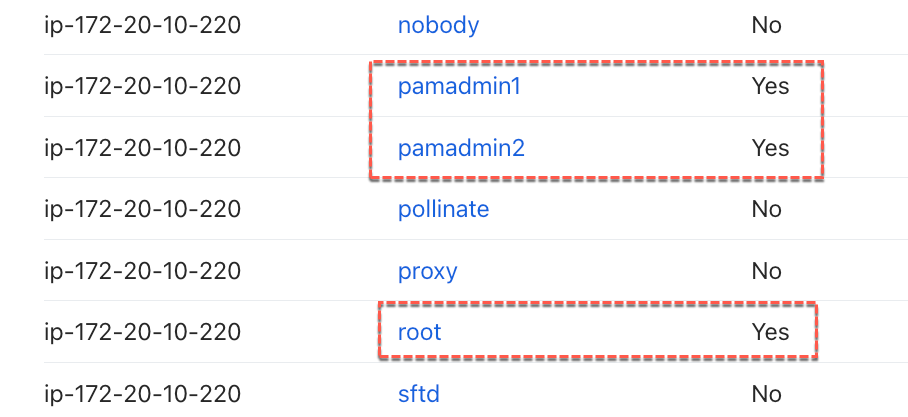 ip-172-20-10-220 nobody No
ip-172-20-10-220 pamadmin1 Yes
ip-172-20-10-220 pamadmin2 Yes
ip-172-20-10-220 pollinate No
ip-172-20-10-220 proxy No
ip-172-20-10-220 root Yes
ip-172-20-10-220 sftd No